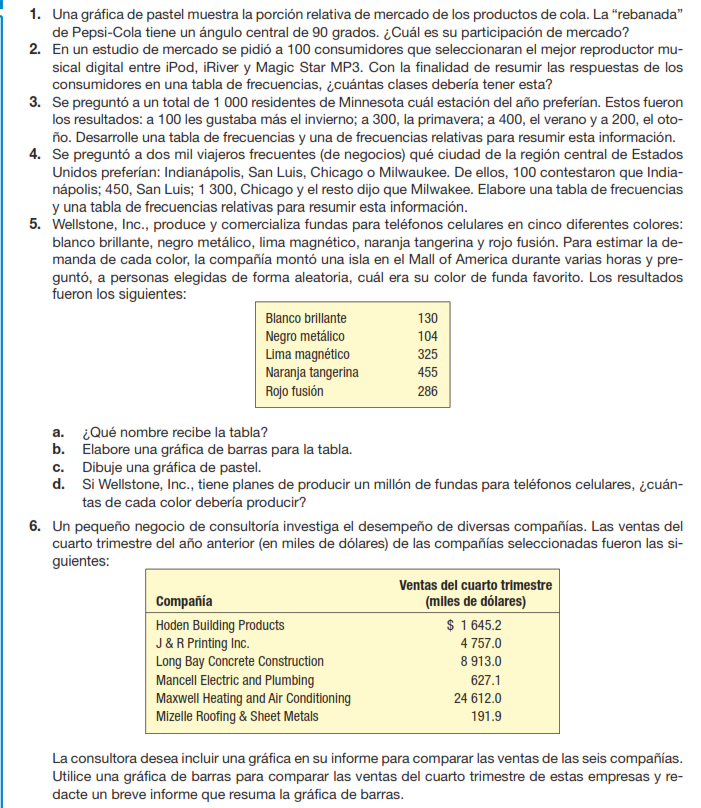 1. Una gráfica de pastel muestra la porción relativa de mercado de los productos de cola. La “rebanada”
de Pepsi-Cola tiene un ángulo central de 90 grados. ¿Cuál es su participación de mercado?
2. En un estudio de mercado se pidió a 100 consumidores que seleccionaran el mejor reproductor mu-
sical digital entre iPod, iRiver y Magic Star MP3. Con la finalidad de resumir las respuestas de los
consumidores en una tabla de frecuencias, ¿cuántas clases debería tener esta?
3. Se preguntó a un total de 1 000 residentes de Minnesota cuál estación del año preferían. Estos fueron
los resultados: a 100 les gustaba más el invierno; a 300, la primavera; a 400, el verano y a 200, el oto-
ño. Desarrolle una tabla de frecuencias y una de frecuencias relativas para resumir esta información.
4. Se preguntó a dos mil viajeros frecuentes (de negocios) qué ciudad de la región central de Estados
Unidos preferían: Indianápolis, San Luis, Chicago o Milwaukee. De ellos, 100 contestaron que India-
nápolis; 450, San Luis; 1 300, Chicago y el resto dijo que Milwakee. Elabore una tabla de frecuencias
y una tabla de frecuencias relativas para resumir esta información.
5. Wellstone, Inc., produce y comercializa fundas para teléfonos celulares en cinco diferentes colores:
blanco brillante, negro metálico, lima magnético, naranja tangerina y rojo fusión. Para estimar la de-
manda de cada color, la compañía montó una isla en el Mall of America durante varias horas y pre-
guntó, a personas elegidas de forma aleatoria, cuál era su color de funda favorito. Los resultados
fueron los siguientes:
Blanco brillante 130
Negro metálico 104
Lima magnético 325
Naranja tangerina 455
Rojo fusión 286
a. ¿Qué nombre recibe la tabla?
b. Elabore una gráfica de barras para la tabla.
c. Dibuje una gráfica de pastel.
d. Si Wellstone, Inc., tiene planes de producir un millón de fundas para teléfonos celulares, ¿cuán-
tas de cada color debería producir?
6. Un pequeño negocio de consultoría investiga el desempeño de diversas compañías. Las ventas del
cuarto trimestre del año anterior (en miles de dólares) de las compañías seleccionadas fueron las si-
guientes:
Ventas del cuarto trimestre
Compañía (miles de dólares)
Hoden Building Products $ 1 645.2
J & R Printing Inc. 4 757.0
Long Bay Concrete Construction 8 913.0
Mancell Electric and Plumbing 627.1
Maxwell Heating and Air Conditioning 24 612.0
Mizelle Roofing & Sheet Metals 191.9
La consultora desea incluir una gráfica en su informe para comparar las ventas de las seis compañías.
Utilice una gráfica de barras para comparar las ventas del cuarto trimestre de estas empresas y re-
dacte un breve informe que resuma la gráfica de barras.